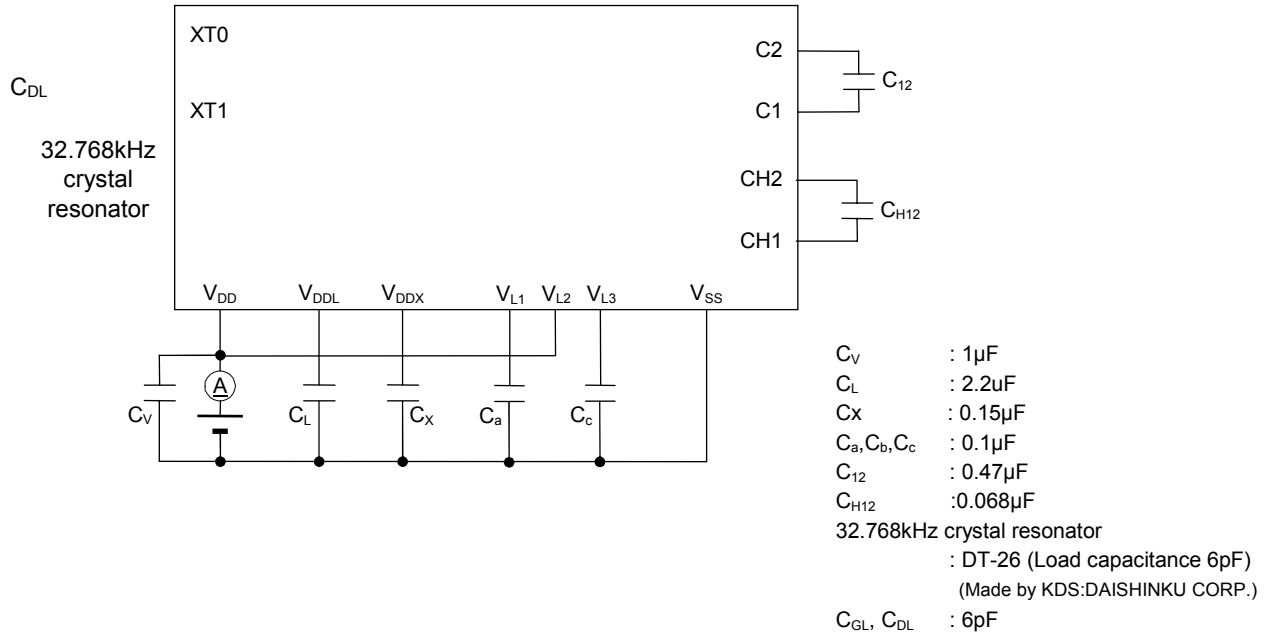 XT0
C2
C12
CDL
XT1
C1
32.768kHz
crystal
resonator
CH2
CH12
CH1
VDD VDDL VDDX VL1 VL2 VL3 VSS
A
CV CL CX Ca Cc
CV : 1µF
CL : 2.2uF
Cx : 0.15µF
Ca,Cb,Cc : 0.1µF
C12 : 0.47µF
CH12 :0.068µF
32.768kHz crystal resonator
: DT-26 (Load capacitance 6pF)
(Made by KDS:DAISHINKU CORP.)
CGL, CDL : 6pF